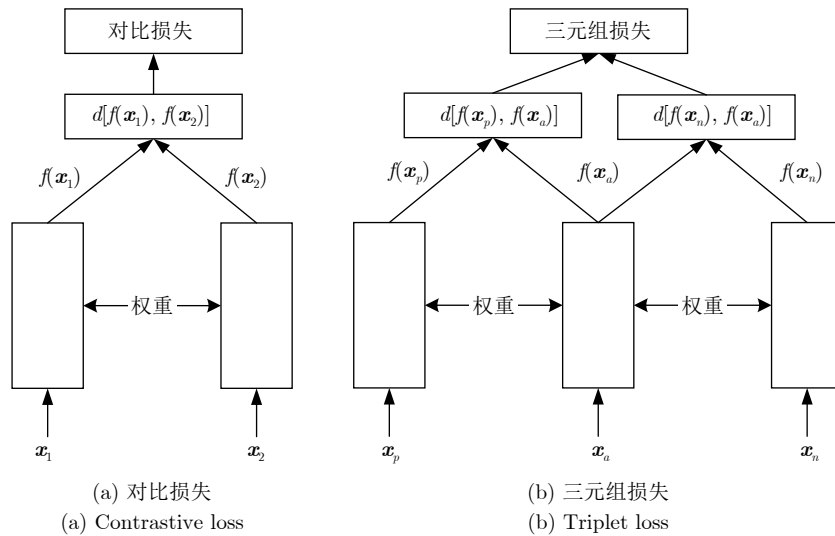 对比损失
d[f(x₁), f(x₂)]
f(x₁)
f(x₂)
权重
x₁
x₂
(a) 对比损失
(a) Contrastive loss
三元组损失
d[f(xₚ), f(xₐ)]
d[f(xₙ), f(xₐ)]
f(xₚ)
f(xₐ)
f(xₙ)
权重
权重
xₚ
xₐ
xₙ
(b) 三元组损失
(b) Triplet loss